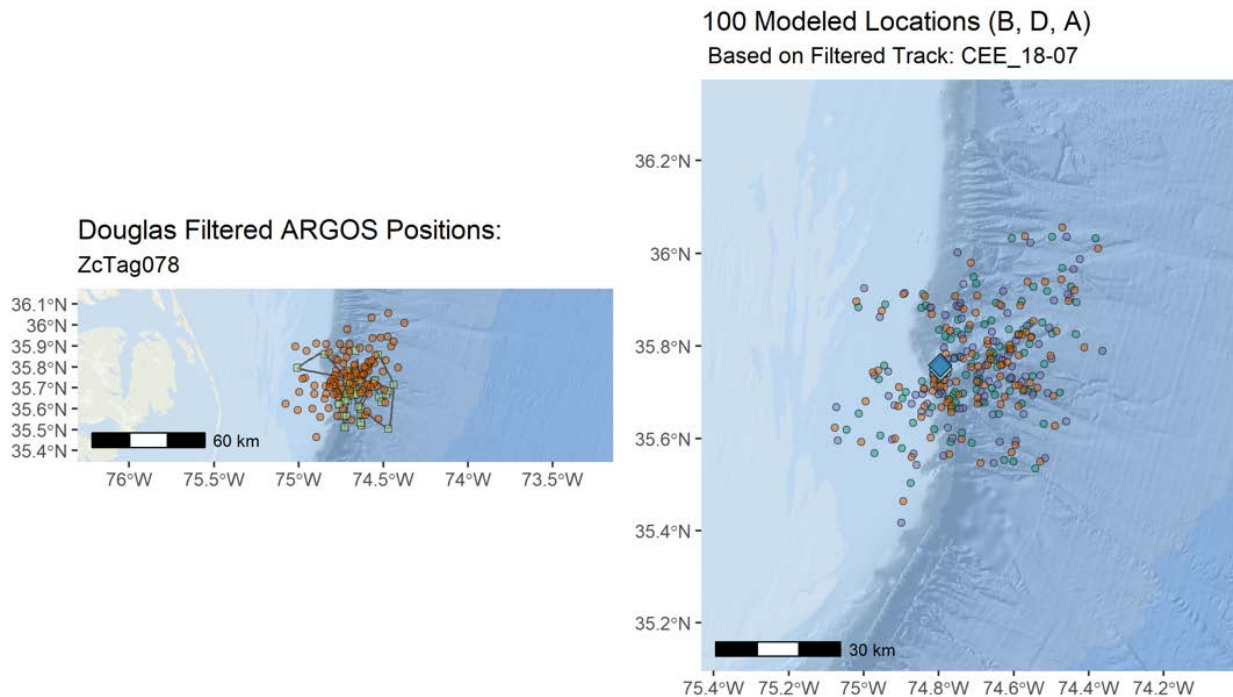 Douglas Filtered ARGOS Positions:
ZcTag078
36.1°N
36°N
35.9°N
35.8°N
35.7°N
35.6°N
35.5°N
35.4°N
60 km
76°W
75.5°W
75°W
74.5°W
74°W
73.5°W
100 Modeled Locations (B, D, A)
Based on Filtered Track: CEE_18-07
36.2°N
36°N
35.8°N
35.6°N
35.4°N
35.2°N
30 km
75.4°W
75.2°W
75°W
74.8°W
74.6°W
74.4°W
74.2°W